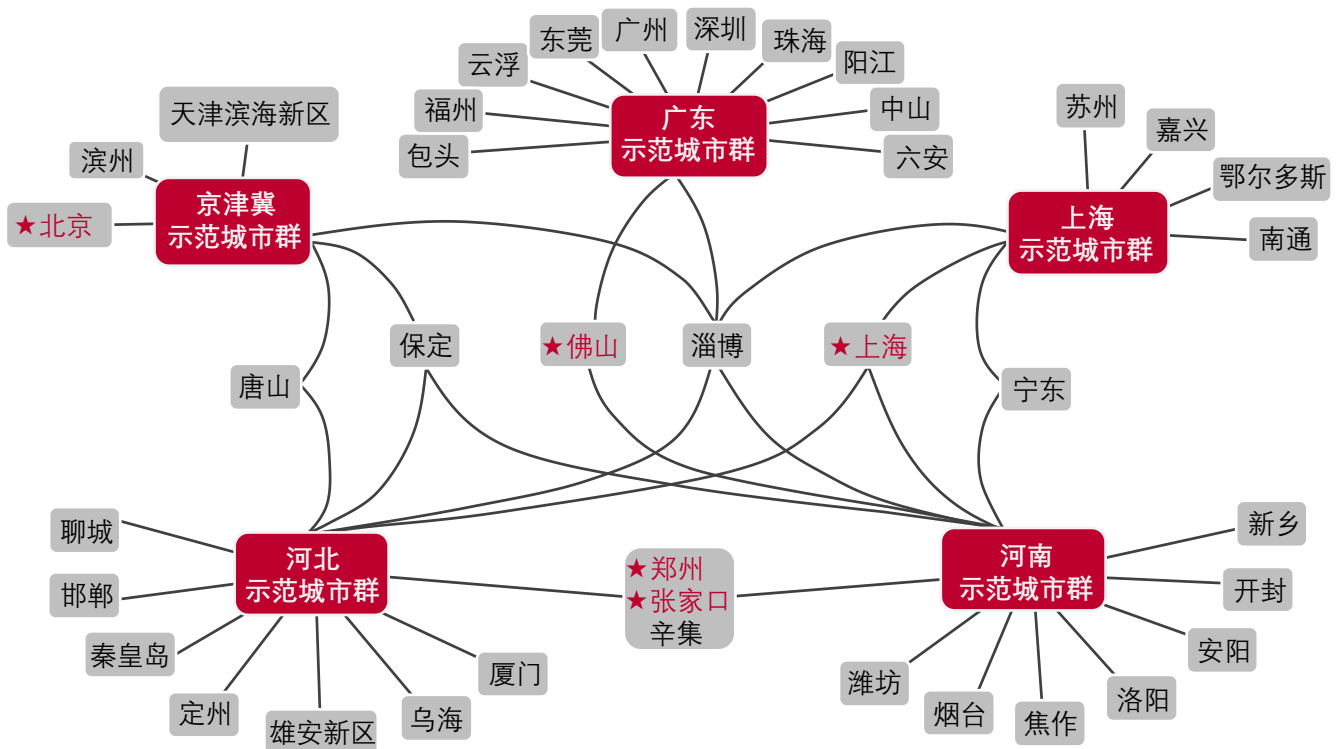 广州
深圳
东莞
珠海
云浮
阳江
福州
中山
包头
六安
广东
示范城市群
天津滨海新区
滨州
★北京
京津冀
示范城市群
苏州
嘉兴
鄂尔多斯
南通
上海
示范城市群
保定
★佛山
淄博
★上海
唐山
宁东
聊城
邯郸
秦皇岛
定州
雄安新区
乌海
厦门
河北
示范城市群
★郑州
★张家口
辛集
河南
示范城市群
新乡
开封
安阳
洛阳
焦作
烟台
潍坊